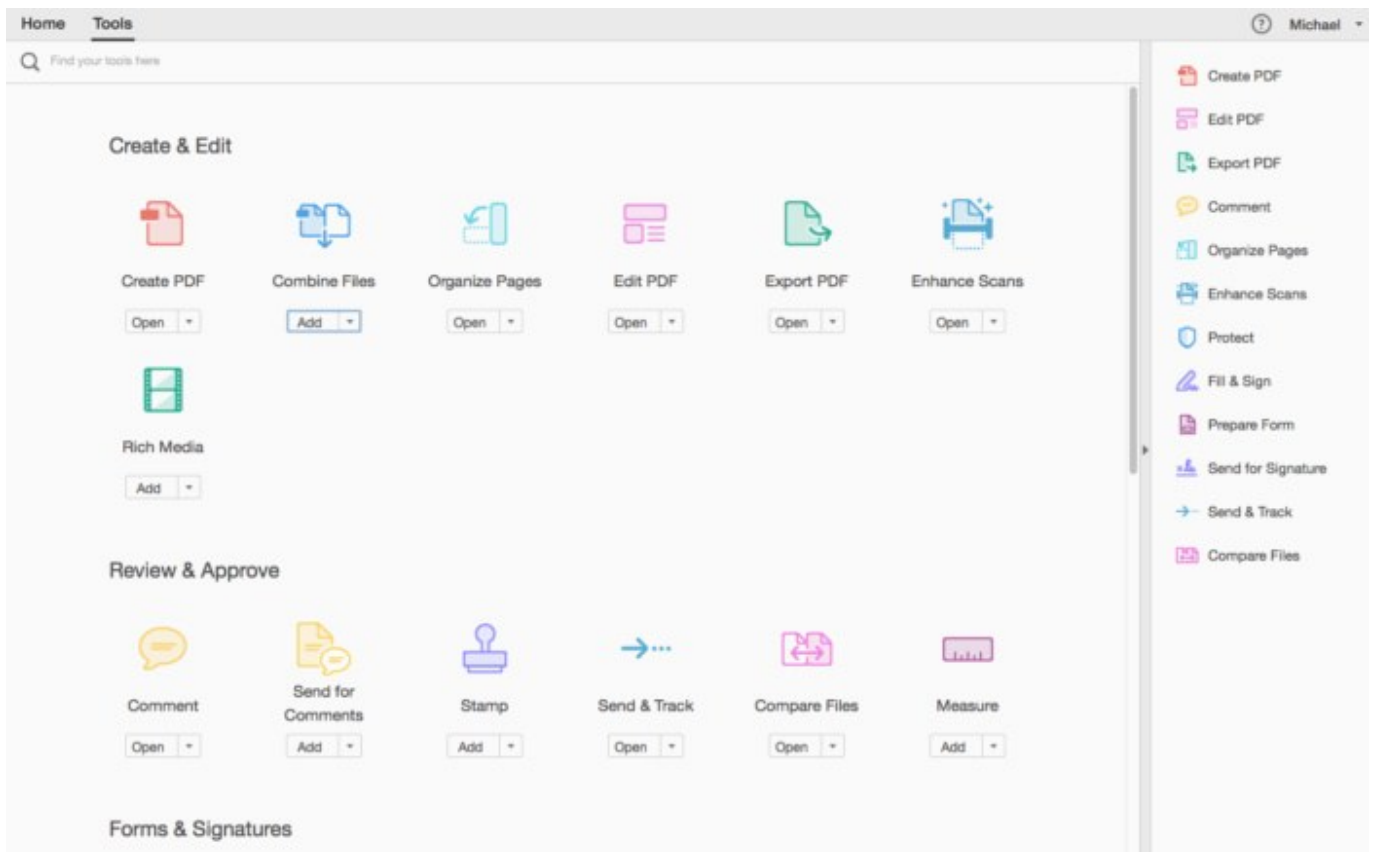 Home Tools
? Michael
Find your tools here
Create & Edit
Create PDF Combine Files Organize Pages Edit PDF Export PDF Enhance Scans
Open Add Open Open Open Open
Rich Media
Add
Review & Approve
Comment Send for Comments Stamp Send & Track Compare Files Measure
Open Add Add Open Open Add
Forms & Signatures
Create PDF
Edit PDF
Export PDF
Comment
Organize Pages
Enhance Scans
Protect
Fill & Sign
Prepare Form
Send for Signature
Send & Track
Compare Files